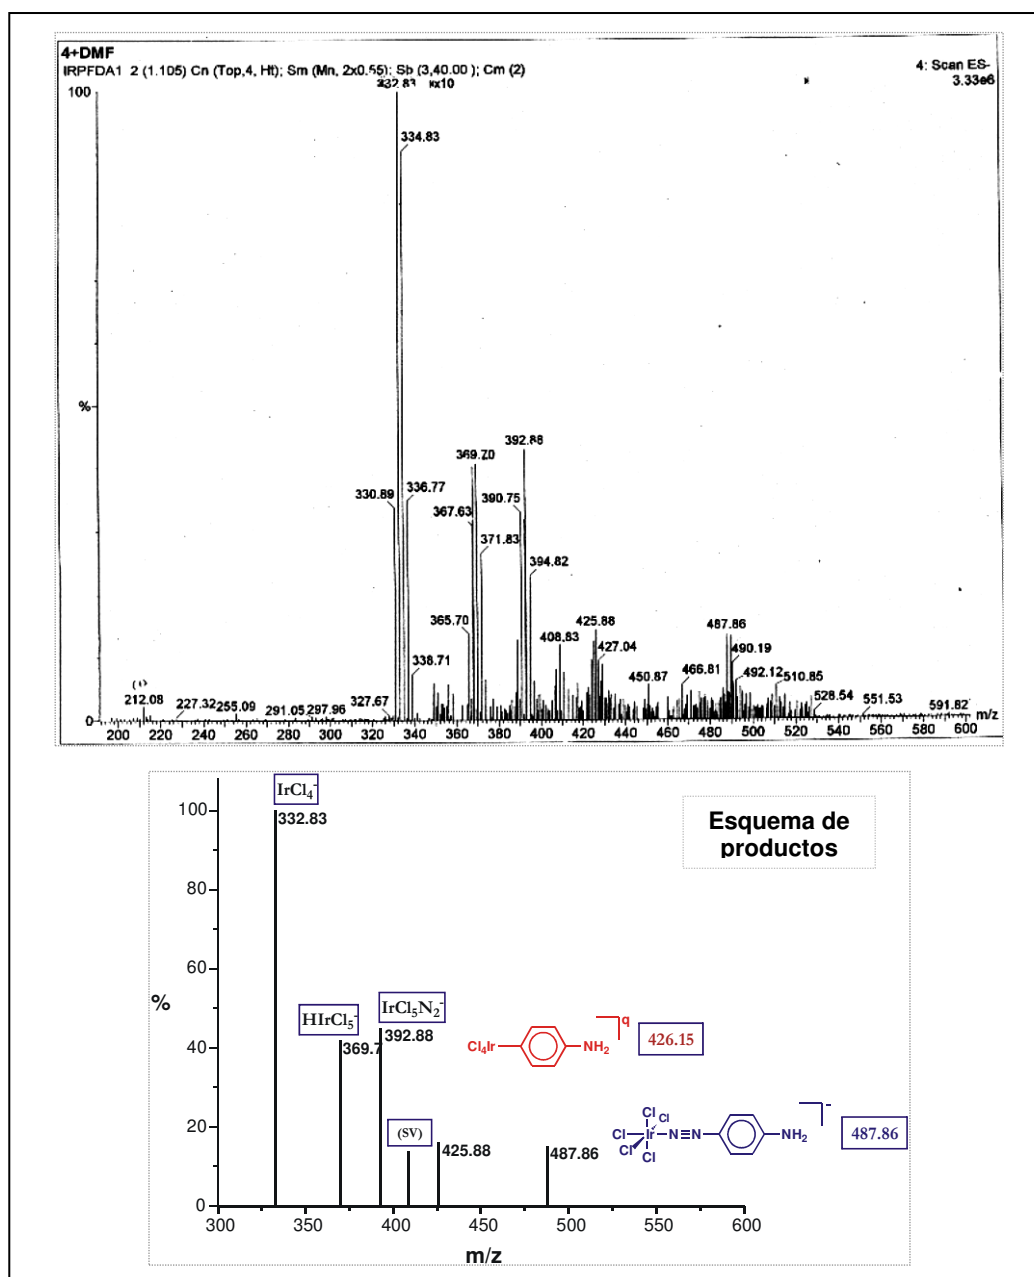 4+DMF
IRPFDA1 2 (1.105) Cn (Top,4, Ht); Sm (Mn, 2x0.65); Sb (3,40.00 ); Cm (2)
4: Scan ES-
3.33e6
100
332.83
x10
334.83
%
392.88
369.70
330.89
336.77
390.75
367.63
371.83
394.82
365.70
425.88
487.86
408.83
427.04
490.19
338.71
450.87
466.81
492.12
510.85
212.08
227.32
255.09
291.05
297.96
327.67
528.54
551.53
591.82
0
m/z
200 220 240 260 280 300 320 340 360 380 400 420 440 460 480 500 520 540 560 580 600
IrCl₄⁻
332.83
Esquema de
productos
100
80
60
40
20
0
%
HIrCl₅⁻
369.7
IrCl₅N₂⁻
392.88
(SV)
425.88
487.86
Cl₄Ir
NH₂
q
426.15
Cl
Cl
Cl Ir N≡N NH₂
Cl
Cl
-
487.86
300 350 400 450 500 550 600
m/z